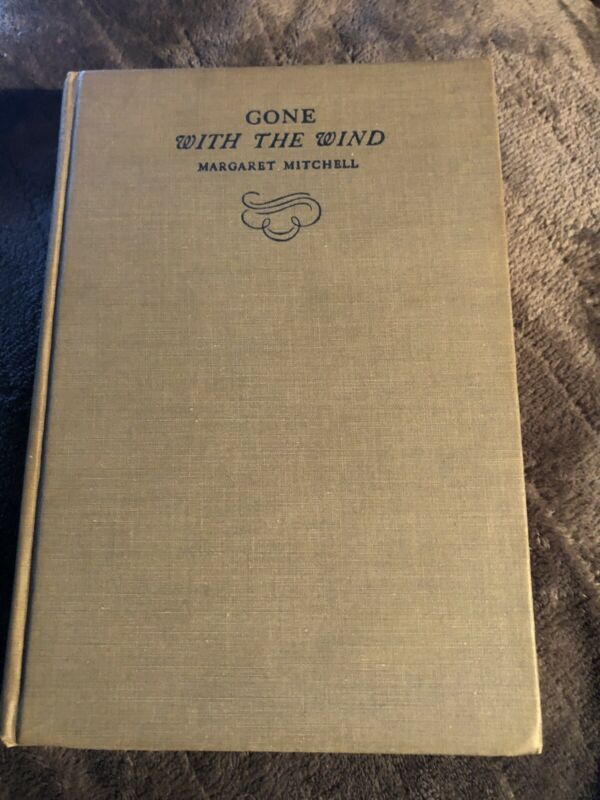 GONE
WITH THE WIND
MARGARET MITCHELL